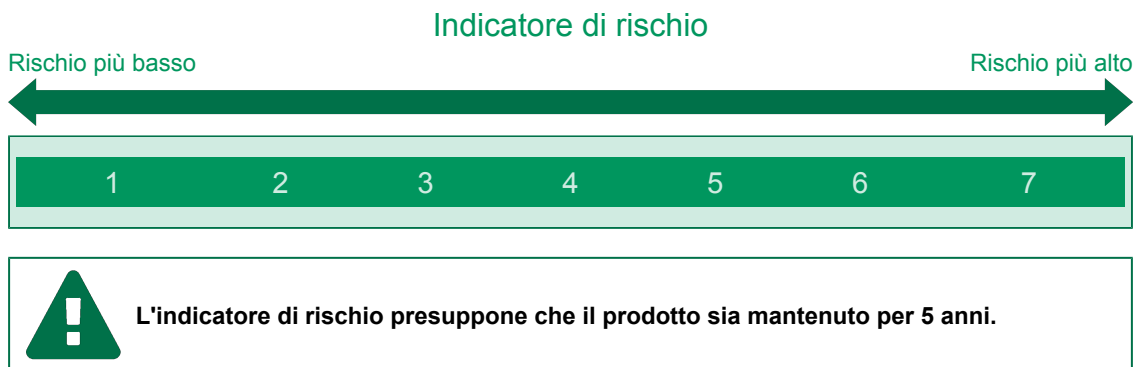 Indicatore di rischio
Rischio più basso Rischio più alto
1 2 3 4 5 6 7
L'indicatore di rischio presuppone che il prodotto sia mantenuto per 5 anni.